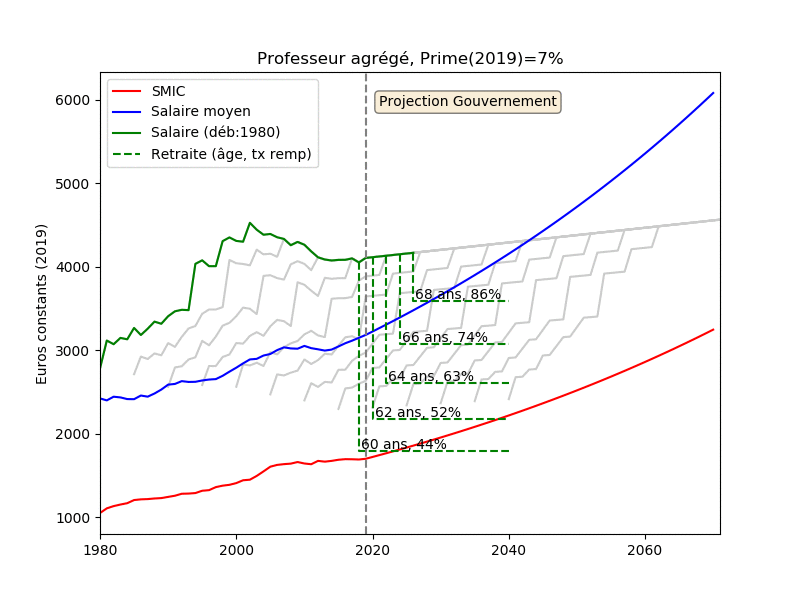 Professeur agrégé, Prime(2019)=7%
SMIC
Salaire moyen
Salaire (déb:1980)
Retraite (âge, tx remp)
Projection Gouvernement
Euros constants (2019)
6000
5000
4000
3000
2000
1000
68 ans, 86%
66 ans, 74%
64 ans, 63%
62 ans, 52%
60 ans, 44%
1980
2000
2020
2040
2060